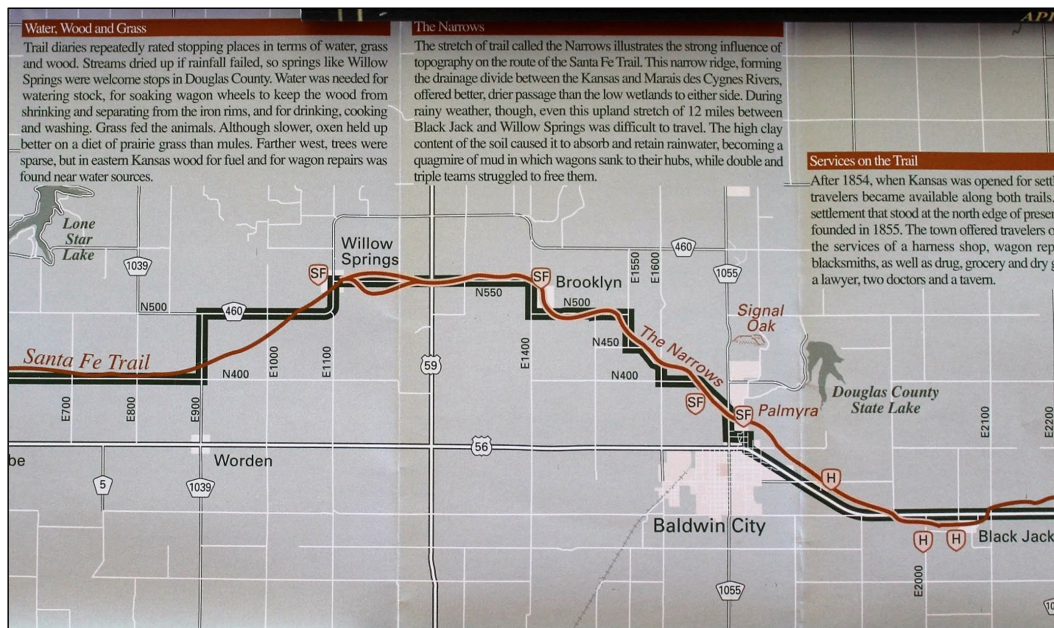 API
Water, Wood and Grass
Trail diaries repeatedly rated stopping places in terms of water, grass
and wood. Streams dried up if rainfall failed, so springs like Willow
Springs were welcome stops in Douglas County. Water was needed for
watering stock, for soaking wagon wheels to keep the wood from
shrinking and separating from the iron rims, and for drinking, cooking
and washing. Grass fed the animals. Although slower, oxen held up
better on a diet of prairie grass than mules. Farther west, trees were
sparse, but in eastern Kansas wood for fuel and for wagon repairs was
found near water sources.
The Narrows
The stretch of trail called the Narrows illustrates the strong influence of
topography on the route of the Santa Fe Trail. This narrow ridge, forming
the drainage divide between the Kansas and Marais des Cygnes Rivers,
offered better, drier passage than the low wetlands to either side. During
rainy weather, though, even this upland stretch of 12 miles between
Black Jack and Willow Springs was difficult to travel. The high clay
content of the soil caused it to absorb and retain rainwater, becoming a
quagmire of mud in which wagons sank to their hubs, while double and
triple teams struggled to free them.
Services on the Trail
After 1854, when Kansas was opened for settl
travelers became available along both trails.
settlement that stood at the north edge of presen
founded in 1855. The town offered travelers o
the services of a harness shop, wagon rep
blacksmiths, as well as drug, grocery and dry g
a lawyer, two doctors and a tavern.
Lone
Star
Lake
1039
Willow
Springs
SF
460
E1550
E1600
1055
SF
Brooklyn
N550
N500
N500
460
Signal
Oak
Santa Fe Trail
E1000
E1100
59
E1400
N450
The Narrows
N400
N400
Douglas County
State Lake
E700
E800
E900
SF
SF
Palmyra
E2100
E2200
56
be
Worden
5
1039
H
Baldwin City
H
H
Black Jack
E2000
1055
10